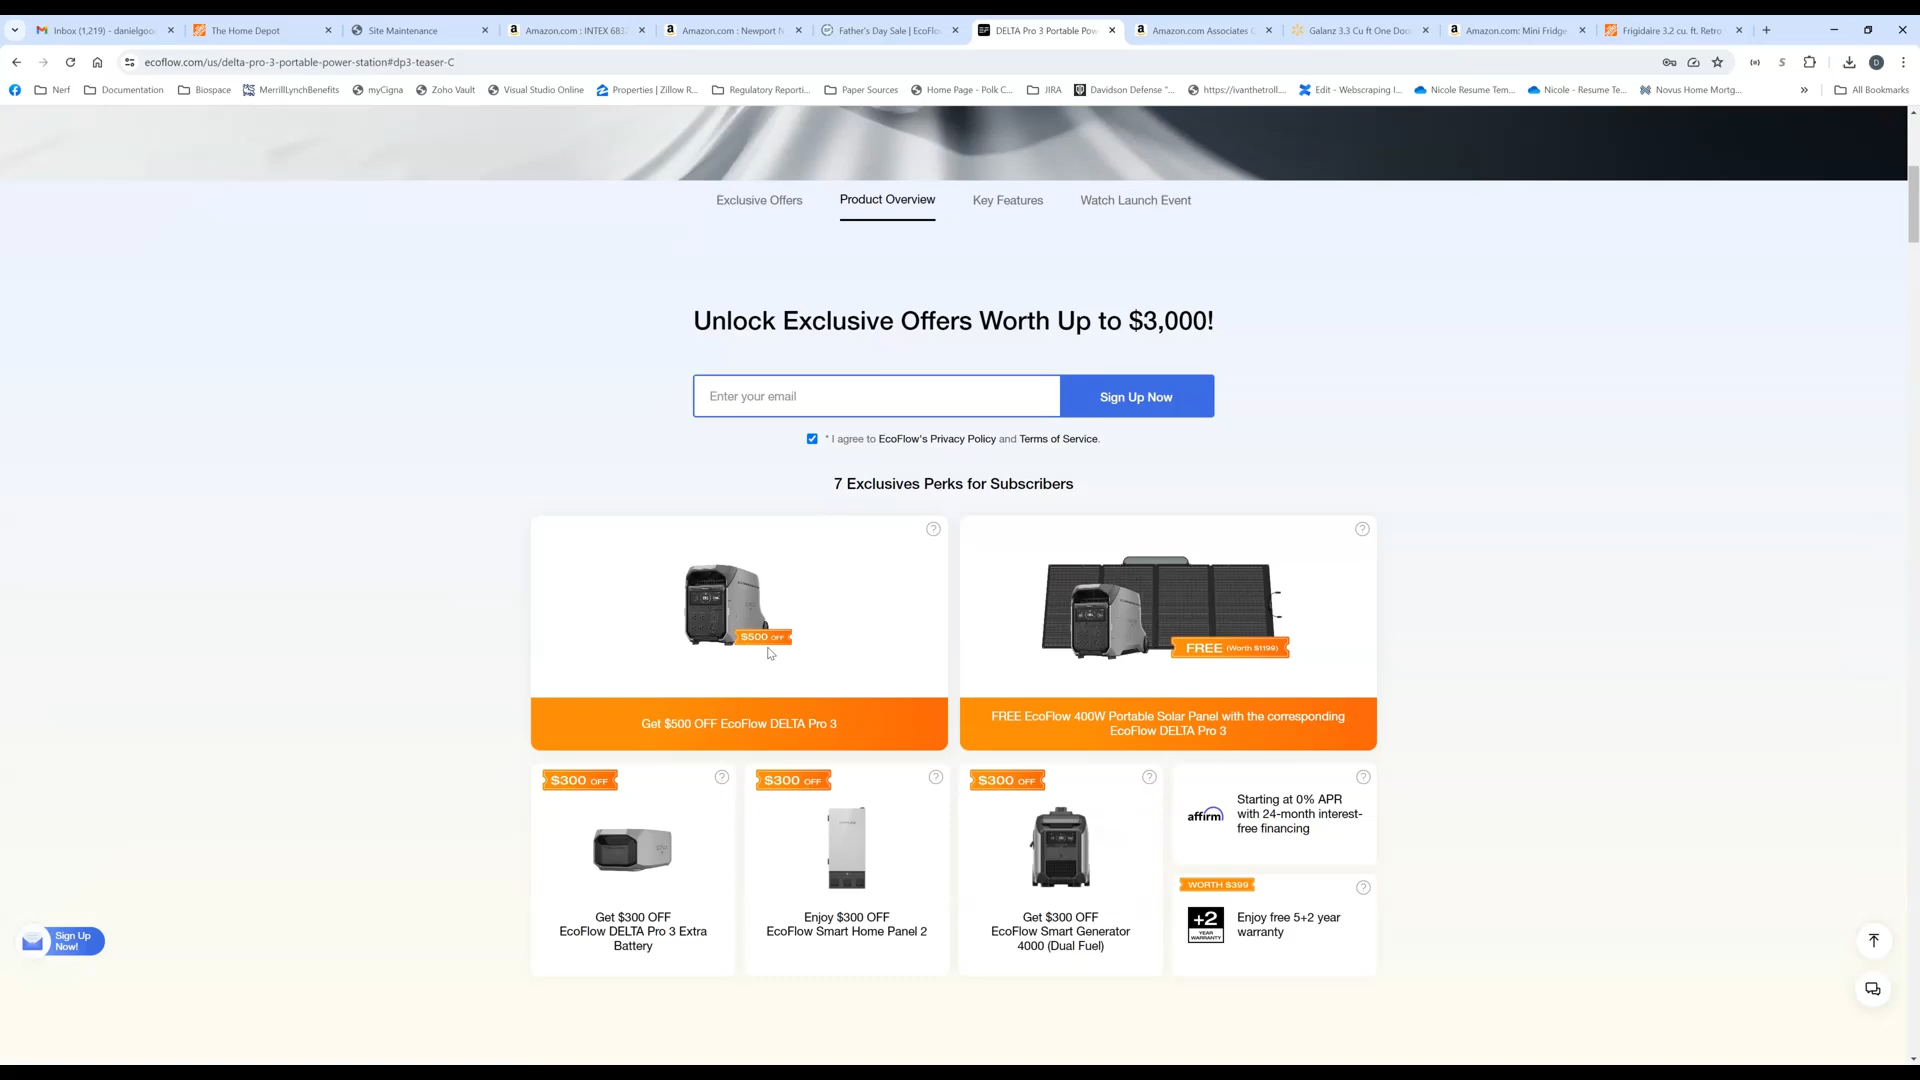 Inbox (1,219) - danielgoo
The Home Depot
Site Maintenance
Amazon.com : INTEX 683
Amazon.com : Newport N
Father's Day Sale | EcoFlo
DELTA Pro 3 Portable Pow
Amazon.com Associates C
Galanz 3.3 Cu ft One Doo
Amazon.com: Mini Fridge
Frigidaire 3.2 cu. ft. Retro
ecoflow.com/us/delta-pro-3-portable-power-station#dp3-teaser-C
D
Nerf
Documentation
Biospace
MerrillLynchBenefits
myCigna
Zoho Vault
Visual Studio Online
Properties | Zillow R...
Regulatory Reporti...
Paper Sources
Home Page - Polk C...
JIRA
Davidson Defense "...
https://ivanthetroll....
Edit - Webscraping I...
Nicole Resume Tem...
Nicole - Resume Te...
Novus Home Mortg...
All Bookmarks
Exclusive Offers
Product Overview
Key Features
Watch Launch Event
Unlock Exclusive Offers Worth Up to $3,000!
Enter your email
Sign Up Now
* I agree to EcoFlow's Privacy Policy and Terms of Service.
7 Exclusives Perks for Subscribers
$500 OFF
FREE (Worth $1199)
Get $500 OFF EcoFlow DELTA Pro 3
FREE EcoFlow 400W Portable Solar Panel with the corresponding
EcoFlow DELTA Pro 3
$300 OFF
Get $300 OFF
EcoFlow DELTA Pro 3 Extra
Battery
$300 OFF
Enjoy $300 OFF
EcoFlow Smart Home Panel 2
$300 OFF
Get $300 OFF
EcoFlow Smart Generator
4000 (Dual Fuel)
affirm
Starting at 0% APR
with 24-month interest-
free financing
WORTH $399
+2
YEAR
WARRANTY
Enjoy free 5+2 year
warranty
Sign Up
Now!